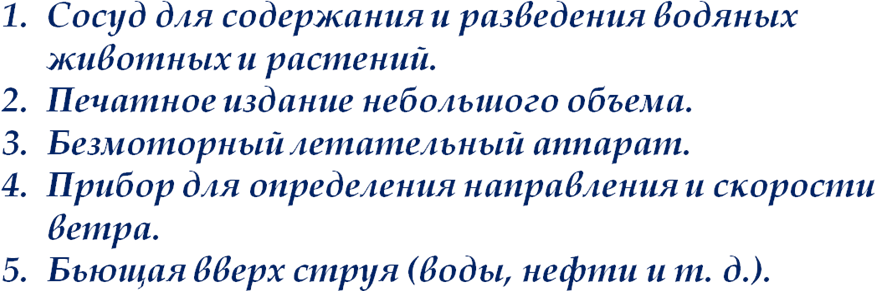 1. Сосуд для содержания и разведения водяных
животных и растений.
2. Печатное издание небольшого объема.
3. Безмоторный летательный аппарат.
4. Прибор для определения направления и скорости
ветра.
5. Бьющая вверх струя (воды, нефти и т. д.).